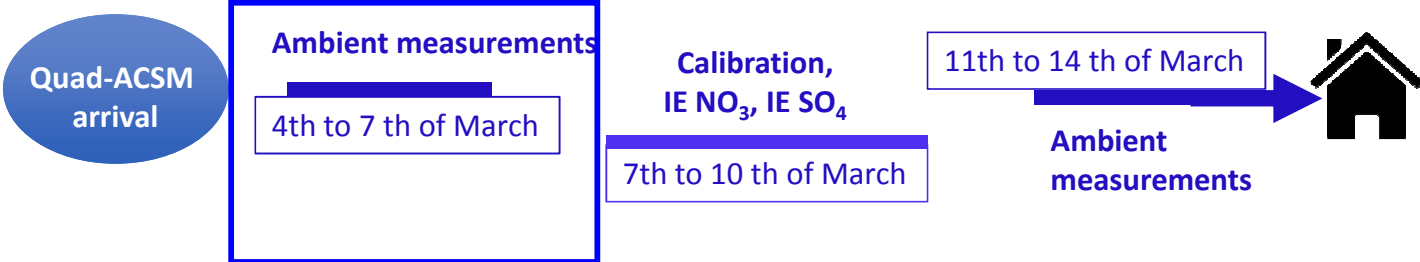 Quad-ACSM
arrival
Ambient measurements
4th to 7 th of March
Calibration,
IE NO₃, IE SO₄
7th to 10 th of March
11th to 14 th of March
Ambient
measurements